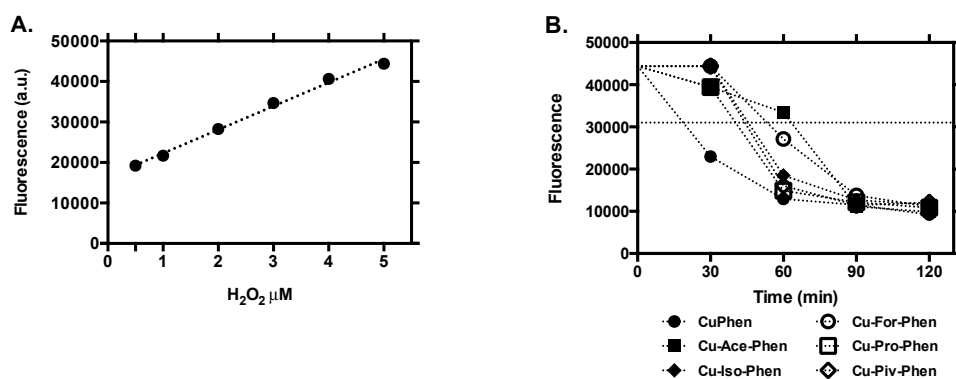 A.
50000
40000
30000
20000
10000
0
Fluorescence (a.u.)
0 1 2 3 4 5
H₂O₂ μM
B.
50000
40000
30000
20000
10000
0
Fluorescence
0 30 60 90 120
Time (min)
CuPhen Cu-For-Phen
Cu-Ace-Phen Cu-Pro-Phen
Cu-Iso-Phen Cu-Piv-Phen